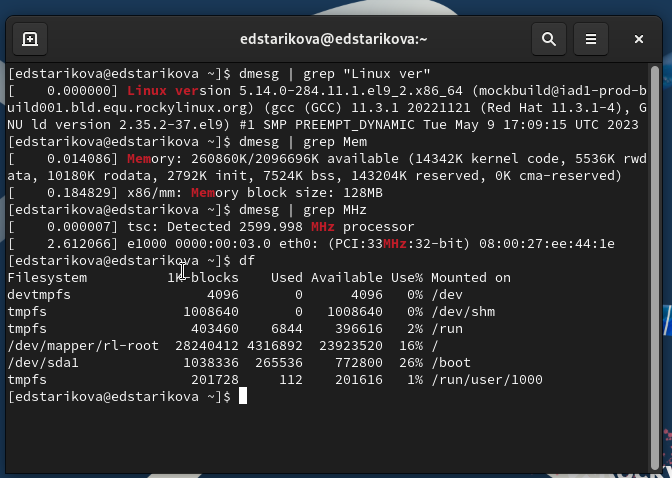 edstarikova@edstarikova:~
[edstarikova@edstarikova ~]$ dmesg | grep "Linux ver"
[    0.000000] Linux version 5.14.0-284.11.1.el9_2.x86_64 (mockbuild@iad1-prod-b
uild001.bld.equ.rockylinux.org) (gcc (GCC) 11.3.1 20221121 (Red Hat 11.3.1-4), G
NU ld version 2.35.2-37.el9) #1 SMP PREEMPT_DYNAMIC Tue May 9 17:09:15 UTC 2023
[edstarikova@edstarikova ~]$ dmesg | grep Mem
[    0.014086] Memory: 260860K/2096696K available (14342K kernel code, 5536K rwd
ata, 10180K rodata, 2792K init, 7524K bss, 143204K reserved, 0K cma-reserved)
[    0.184829] x86/mm: Memory block size: 128MB
[edstarikova@edstarikova ~]$ dmesg | grep MHz
[    0.000007] tsc: Detected 2599.998 MHz processor
[    2.612066] e1000 0000:00:03.0 eth0: (PCI:33MHz:32-bit) 08:00:27:ee:44:1e
[edstarikova@edstarikova ~]$ df
Filesystem          1K-blocks    Used Available Use% Mounted on
devtmpfs                 4096       0      4096   0% /dev
tmpfs                 1008640       0   1008640   0% /dev/shm
tmpfs                  403460    6844    396616   2% /run
/dev/mapper/rl-root  28240412 4316892  23923520  16% /
/dev/sda1             1038336  265536    772800  26% /boot
tmpfs                  201728     112    201616   1% /run/user/1000
[edstarikova@edstarikova ~]$